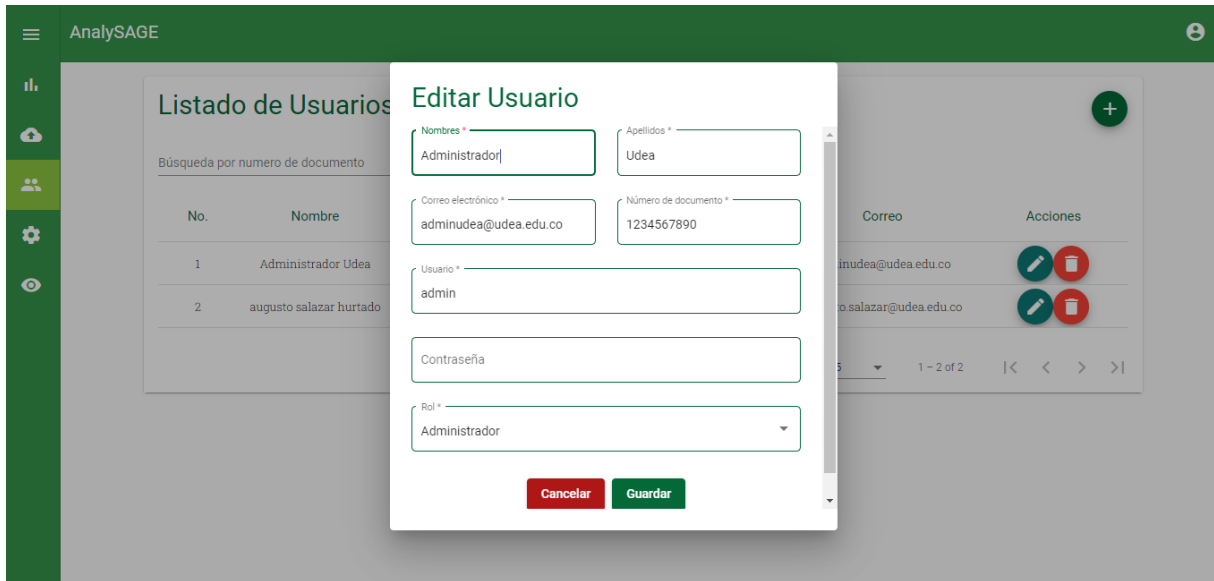 AnalySAGE
Listado de Usuarios
Búsqueda por numero de documento
No. Nombre Correo Acciones
1 Administrador Udea inudea@udea.edu.co
2 augusto salazar hurtado o.salazar@udea.edu.co
5 1 – 2 of 2
Editar Usuario
Nombres * Apellidos *
Administrador Udea
Correo electrónico * Número de documento *
adminudea@udea.edu.co 1234567890
Usuario *
admin
Contraseña
Rol *
Administrador
Cancelar Guardar